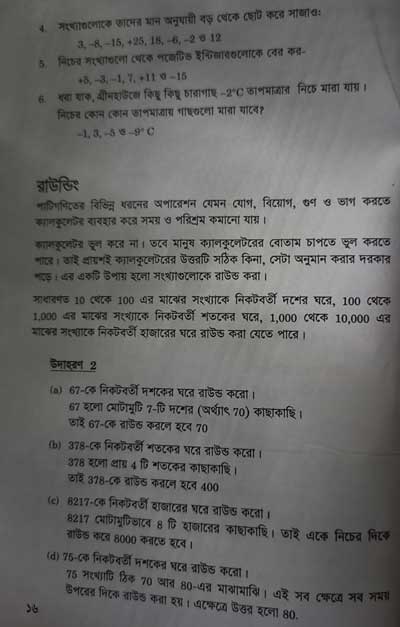 4. সংখ্যাগুলোকে তাদের মান অনুযায়ী বড় থেকে ছোট করে সাজাও:
3, –8, –15, +25, 18, –6, –2 ও 12
5. নিচের সংখ্যাগুলো থেকে পজেটিভ ইন্টিজারগুলোকে বের কর-
+5, –3, –1, 7, +11 ও –15
6. ধরা যাক, গ্রীনহাউজে কিছু কিছু চারাগাছ –2°C তাপমাত্রার নিচে মারা যায়।
নিচের কোন কোন তাপমাত্রায় গাছগুলো মারা যাবে?
–1, 3, –5 ও –9° C
রাউন্ডিং
পাটিগণিতের বিভিন্ন ধরনের অপারেশন যেমন যোগ, বিয়োগ, গুণ ও ভাগ করতে
ক্যালকুলেটর ব্যবহার করে সময় ও পরিশ্রম কমানো যায়।
ক্যালকুলেটর ভুল করে না। তবে মানুষ ক্যালকুলেটরের বোতাম চাপতে ভুল করতে
পারে। তাই প্রায়শই ক্যালকুলেটরের উত্তরটি সঠিক কিনা, সেটা অনুমান করার দরকার
পড়ে। এর একটি উপায় হলো সংখ্যাগুলোকে রাউন্ড করা।
সাধারণত 10 থেকে 100 এর মাঝের সংখ্যাকে নিকটবর্তী দশের ঘরে, 100 থেকে
1,000 এর মাঝের সংখ্যাকে নিকটবর্তী শতকের ঘরে, 1,000 থেকে 10,000 এর
মাঝের সংখ্যাকে নিকটবর্তী হাজারের ঘরে রাউন্ড করা যেতে পারে।
উদাহরণ 2
(a) 67-কে নিকটবর্তী দশকের ঘরে রাউন্ড করো।
67 হলো মোটামুটি 7-টি দশের (অর্থ্যাৎ 70) কাছাকাছি।
তাই 67-কে রাউন্ড করলে হবে 70
(b) 378-কে নিকটবর্তী শতকের ঘরে রাউন্ড করো।
378 হলো প্রায় 4 টি শতকের কাছাকাছি।
তাই 378-কে রাউন্ড করলে হবে 400
(c) 8217-কে নিকটবর্তী হাজারের ঘরে রাউন্ড করো।
8217 মোটামুটিভাবে 8 টি হাজারের কাছাকাছি। তাই একে নিচের দিকে
রাউন্ড করে 8000 করতে হবে।
(d) 75-কে নিকটবর্তী দশকের ঘরে রাউন্ড করো।
75 সংখ্যাটি ঠিক 70 আর 80-এর মাঝামাঝি। এই সব ক্ষেত্রে সব সময়
উপরের দিকে রাউন্ড করা হয়। এক্ষেত্রে উত্তর হলো 80.
১৬